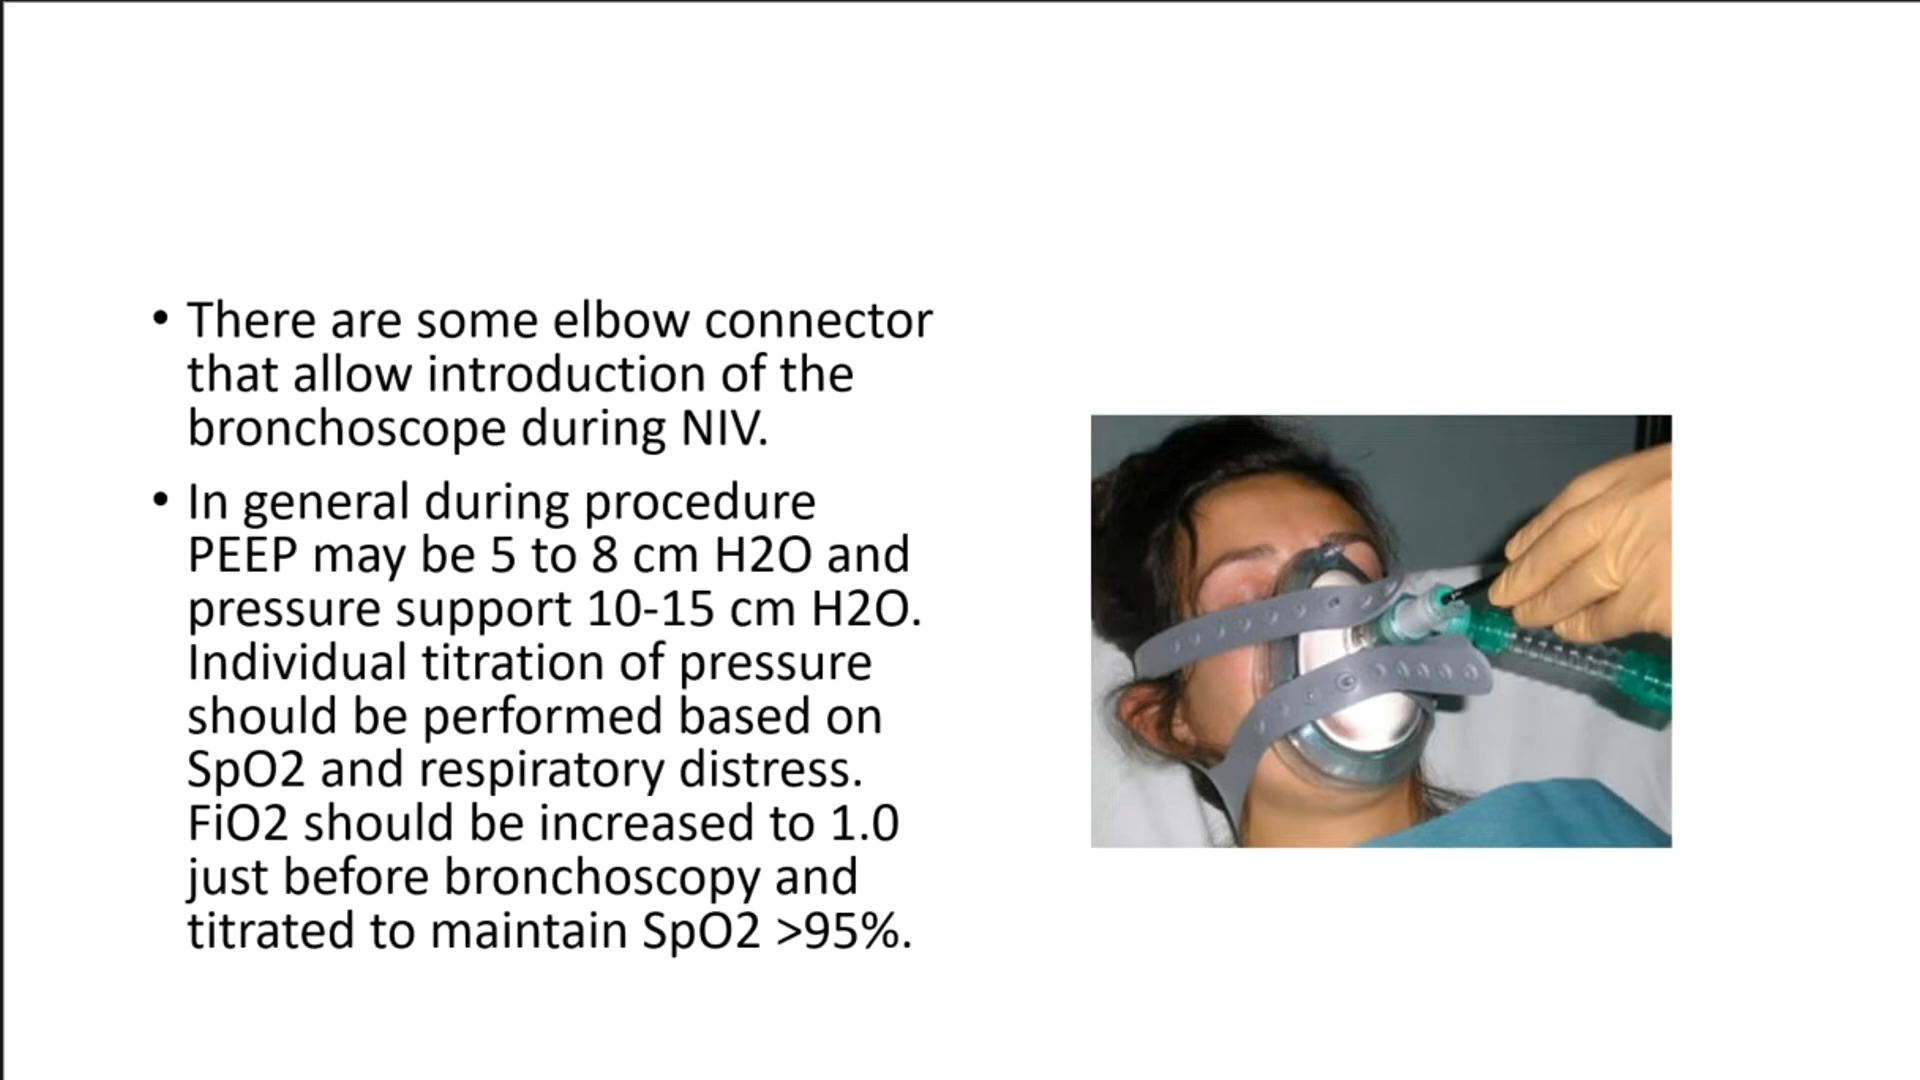 • There are some elbow connector
that allow introduction of the
bronchoscope during NIV.
• In general during procedure
PEEP may be 5 to 8 cm H2O and
pressure support 10-15 cm H2O.
Individual titration of pressure
should be performed based on
SpO2 and respiratory distress.
FiO2 should be increased to 1.0
just before bronchoscopy and
titrated to maintain SpO2 >95%.